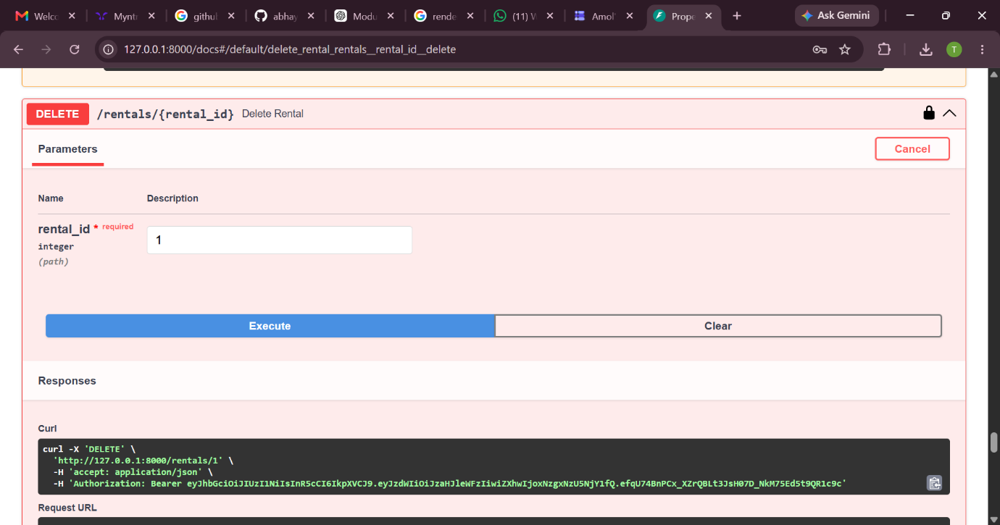 Welco
Myntr
github
abhay
Modu
rende
(11) W
Amol'
Prope
Ask Gemini
127.0.0.1:8000/docs#/default/delete_rental_rentals__rental_id__delete
T
DELETE /rentals/{rental_id} Delete Rental
Parameters
Cancel
Name Description
rental_id * required
integer
(path)
1
Execute
Clear
Responses
Curl
curl -X 'DELETE' \
'http://127.0.0.1:8000/rentals/1' \
-H 'accept: application/json' \
-H 'Authorization: Bearer eyJhbGciOiJIUzI1NiIsInR5cCI6IkpXVCJ9.eyJzdWIiOiJzaHJleWFzIiwiZXhwIjoxNzgxNzU5NjY1fQ.efqU74BnPCx_XZrQBLt3JsH07D_NkM75Ed5t9QR1c9c'
Request URL